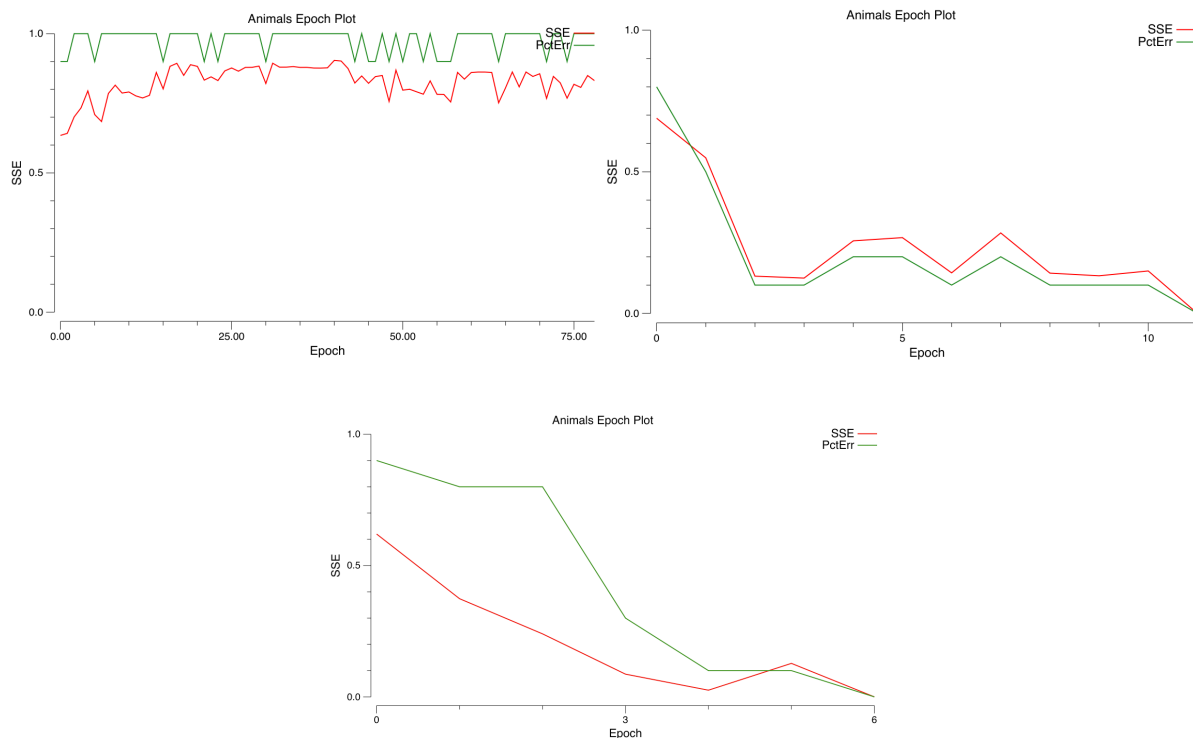 Animals Epoch Plot
SSE
PctErr
1.0
0.5
0.0
SSE
0.00
25.00
50.00
75.00
Epoch
Animals Epoch Plot
SSE
PctErr
1.0
0.5
0.0
SSE
0
5
10
Epoch
Animals Epoch Plot
SSE
PctErr
1.0
0.5
0.0
SSE
0
3
6
Epoch